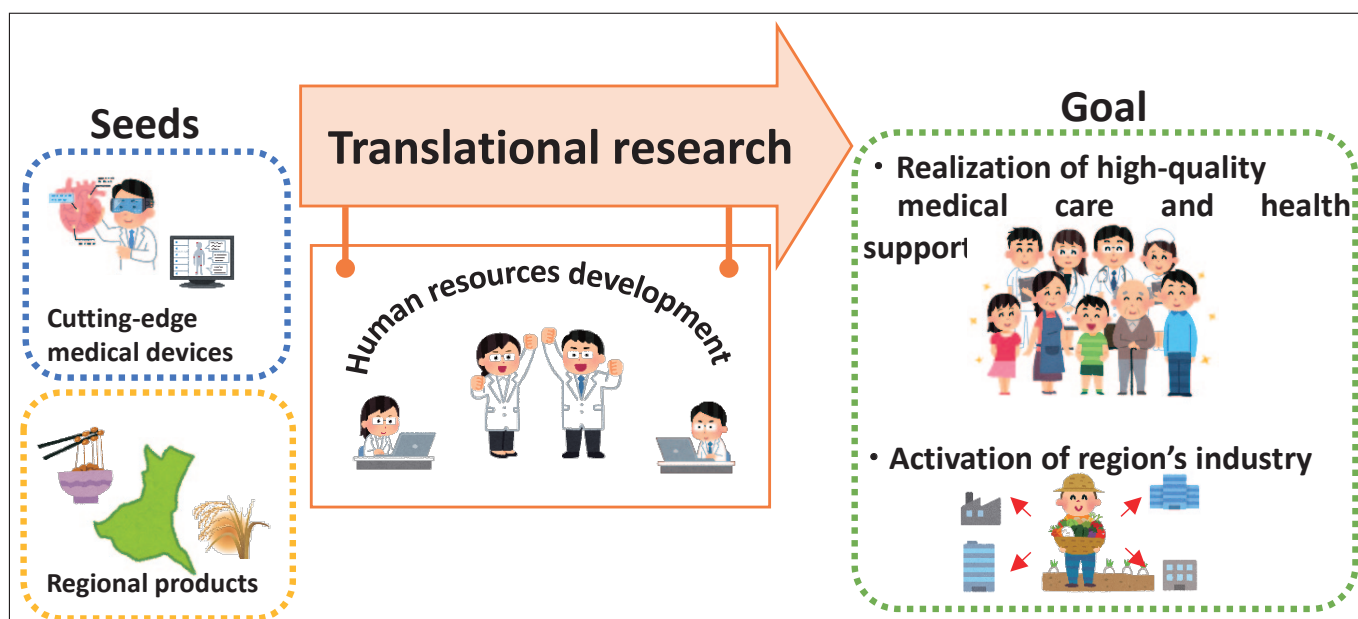 Seeds
Cutting-edge
medical devices
Regional products
Translational research
Human resources development
Goal
・Realization of high-quality
medical care and health
support
・Activation of region’s industry